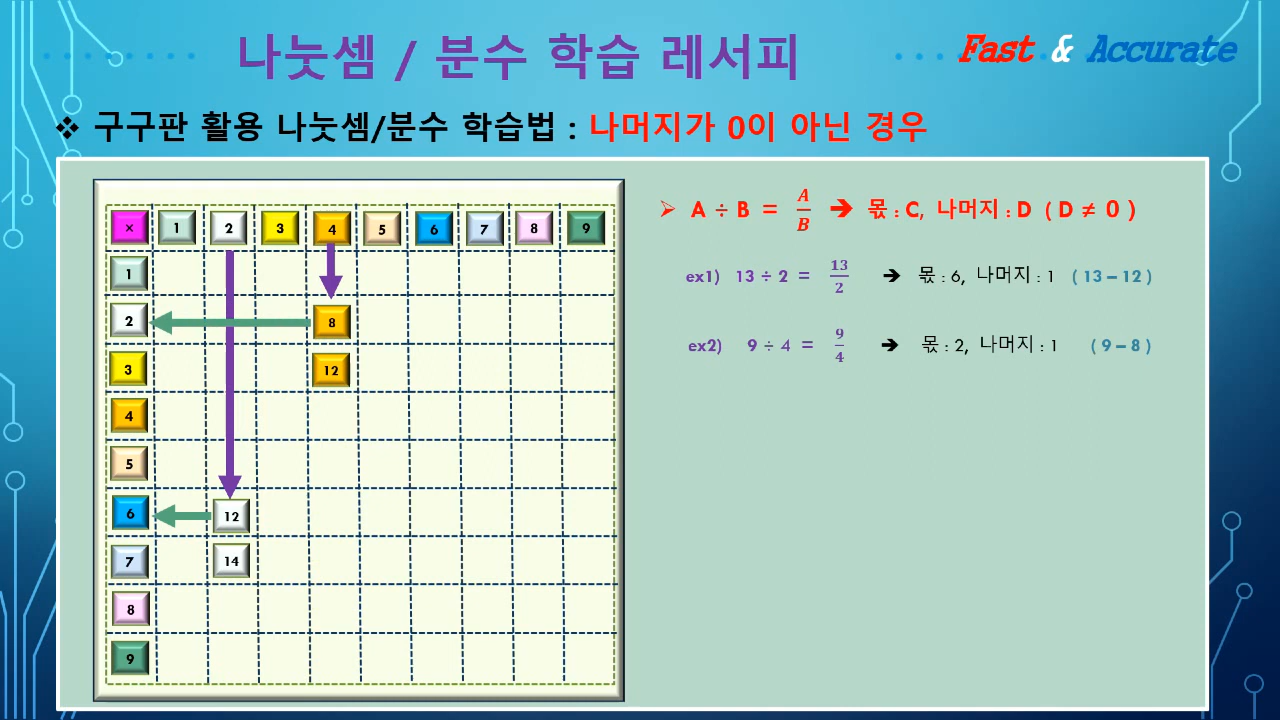 나눗셈 / 분수 학습 레서피
Fast & Accurate
❖ 구구판 활용 나눗셈/분수 학습법 : 나머지가 0이 아닌 경우
× 1 2 3 4 5 6 7 8 9
1
2 8
3 12
4
5
6 12
7 14
8
9
➢ A ÷ B = A/B ➔ 몫 : C, 나머지 : D ( D ≠ 0 )
ex1) 13 ÷ 2 = 13/2 ➔ 몫 : 6, 나머지 : 1 ( 13 – 12 )
ex2) 9 ÷ 4 = 9/4 ➔ 몫 : 2, 나머지 : 1 ( 9 – 8 )